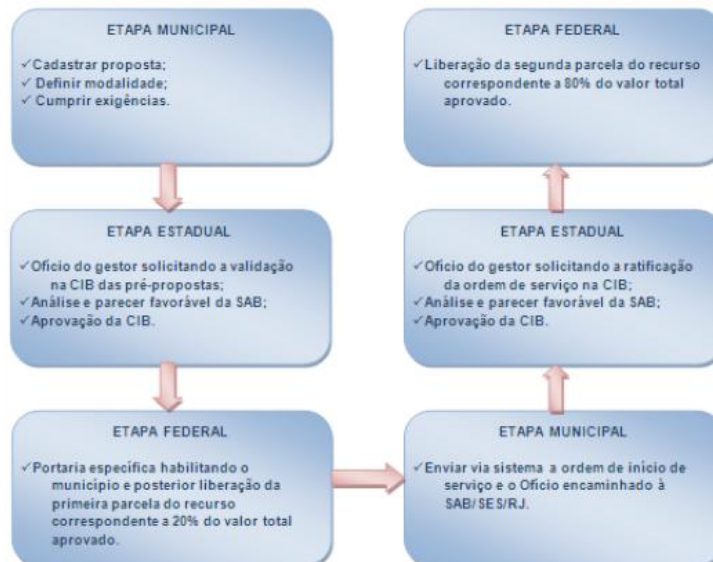 ETAPA MUNICIPAL
✓Cadastrar proposta;
✓ Definir modalidade;
✓Cumprir exigências.
ETAPA ESTADUAL
✓Ofício do gestor solicitando a validação
na CIB das pré-propostas;
✓Análise e parecer favorável da SAB;
✓Aprovação da CIB.
ETAPA FEDERAL
✓Portaria específica habilitando o
município e posterior liberação da
primeira parcela do recurso
correspondente a 20% do valor total
aprovado.
ETAPA MUNICIPAL
✓Enviar via sistema a ordem de início de
serviço e o Ofício encaminhado à
SAB/SES/RJ.
ETAPA ESTADUAL
✓Ofício do gestor solicitando a ratificação
da ordem de serviço na CIB;
✓Análise e parecer favorável da SAB;
✓Aprovação da CIB.
ETAPA FEDERAL
✓Liberação da segunda parcela do recurso
correspondente a 80% do valor total
aprovado.